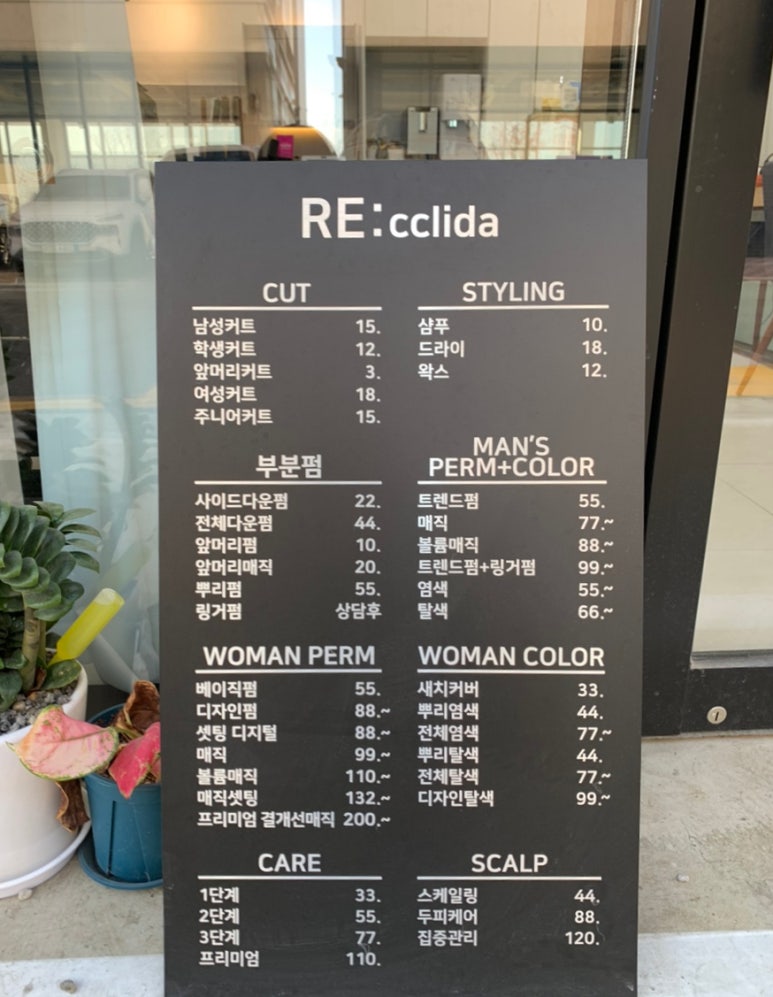 RE:cclida
CUT
남성커트 15.
학생커트 12.
앞머리커트 3.
여성커트 18.
주니어커트 15.
STYLING
샴푸 10.
드라이 18.
왁스 12.
부분펌
사이드다운펌 22.
전체다운펌 44.
앞머리펌 10.
앞머리매직 20.
뿌리펌 55.
링거펌 상담후
MAN'S
PERM+COLOR
트렌드펌 55.
매직 77.~
볼륨매직 88.~
트렌드펌+링거펌 99.~
염색 55.~
탈색 66.~
WOMAN PERM
베이직펌 55.
디자인펌 88.~
셋팅 디지털 88.~
매직 99.~
볼륨매직 110.~
매직셋팅 132.~
프리미엄 결개선매직 200.~
WOMAN COLOR
새치커버 33.
뿌리염색 44.
전체염색 77.~
뿌리탈색 44.
전체탈색 77.~
디자인탈색 99.~
CARE
1단계 33.
2단계 55.
3단계 77.
프리미엄 110.
SCALP
스케일링 44.
두피케어 88.
집중관리 120.